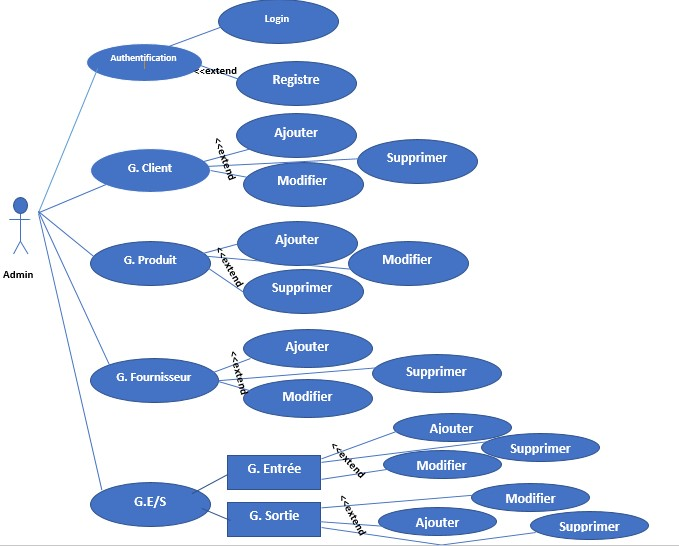 Login
Authentification
<<extend
Registre
Ajouter
<<extend
Supprimer
G. Client
Modifier
Ajouter
G. Produit
<<extend
Modifier
Supprimer
Admin
Ajouter
G. Fournisseur
<<extend
Supprimer
Modifier
Ajouter
Supprimer
G. Entrée
<<extend
Modifier
G.E/S
Modifier
G. Sortie
<<extend
Ajouter
Supprimer